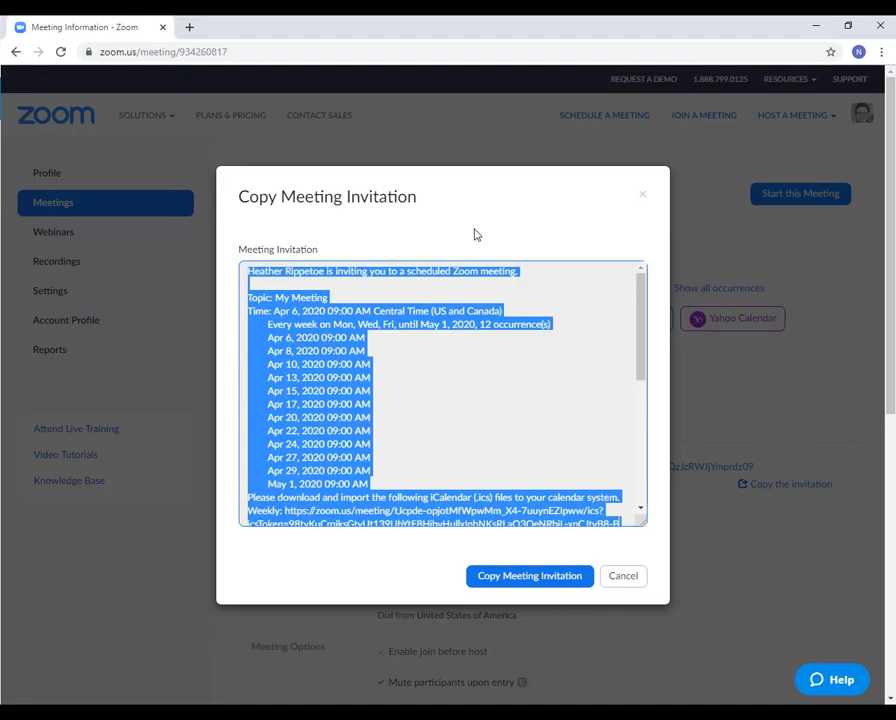 Meeting Information - Zoom
zoom.us/meeting/934260817
N
REQUEST A DEMO 1.888.799.0125 RESOURCES SUPPORT
zoom SOLUTIONS PLANS & PRICING CONTACT SALES SCHEDULE A MEETING JOIN A MEETING HOST A MEETING
Profile
Meetings
Webinars
Recordings
Settings
Account Profile
Reports
Attend Live Training
Video Tutorials
Knowledge Base
Start this Meeting
Show all occurrences
Yahoo Calendar
Copy the invitation
Copy Meeting Invitation
Meeting Invitation
Heather Rippetoe is inviting you to a scheduled Zoom meeting.
Topic: My Meeting
Time: Apr 6, 2020 09:00 AM Central Time (US and Canada)
Every week on Mon, Wed, Fri, until May 1, 2020, 12 occurrence(s)
Apr 6, 2020 09:00 AM
Apr 8, 2020 09:00 AM
Apr 10, 2020 09:00 AM
Apr 13, 2020 09:00 AM
Apr 15, 2020 09:00 AM
Apr 17, 2020 09:00 AM
Apr 20, 2020 09:00 AM
Apr 22, 2020 09:00 AM
Apr 24, 2020 09:00 AM
Apr 27, 2020 09:00 AM
Apr 29, 2020 09:00 AM
May 1, 2020 09:00 AM
Please download and import the following iCalendar (.ics) files to your calendar system.
Weekly: https://zoom.us/meeting/tJcpde-opjotMfWpwMm_X4-7uuynEZIpww/ics?
Copy Meeting Invitation Cancel
Dial from United States of America
Meeting Options
Enable join before host
Mute participants upon entry
Help